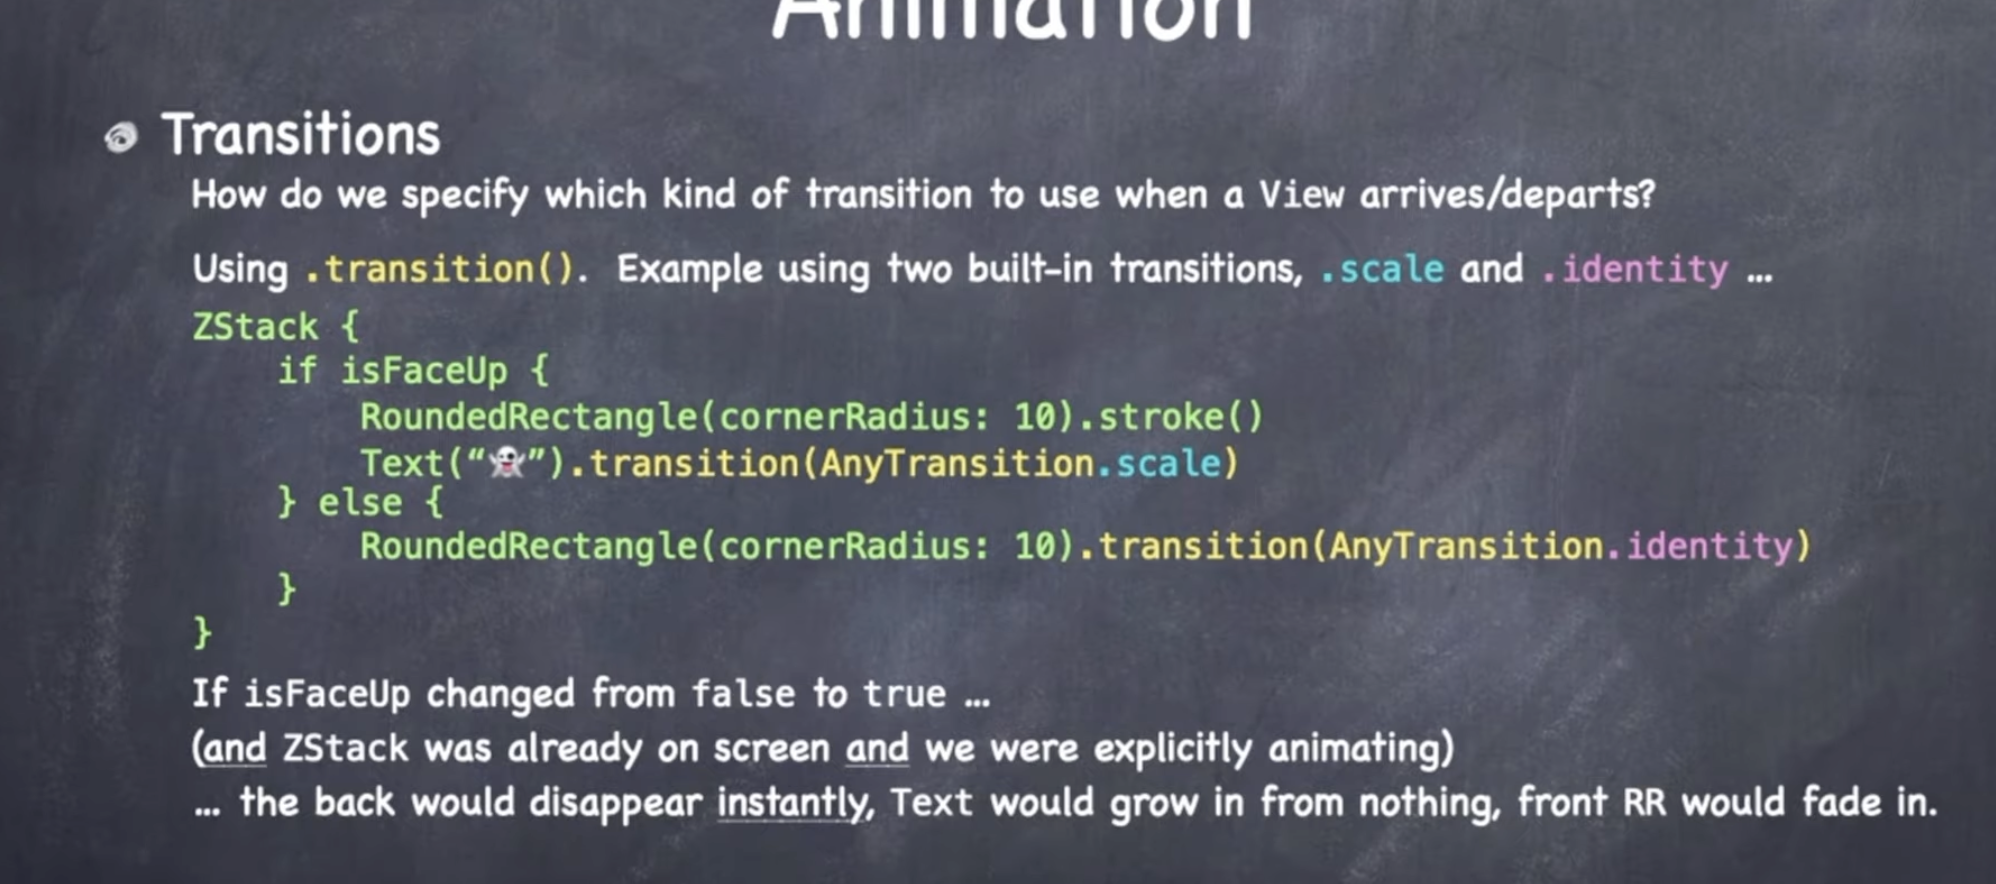 Animation
Transitions
How do we specify which kind of transition to use when a View arrives/departs?
Using .transition().  Example using two built-in transitions, .scale and .identity ...
ZStack {
    if isFaceUp {
        RoundedRectangle(cornerRadius: 10).stroke()
        Text(“👻”).transition(AnyTransition.scale)
    } else {
        RoundedRectangle(cornerRadius: 10).transition(AnyTransition.identity)
    }
}
If isFaceUp changed from false to true ...
(and ZStack was already on screen and we were explicitly animating)
... the back would disappear instantly, Text would grow in from nothing, front RR would fade in.